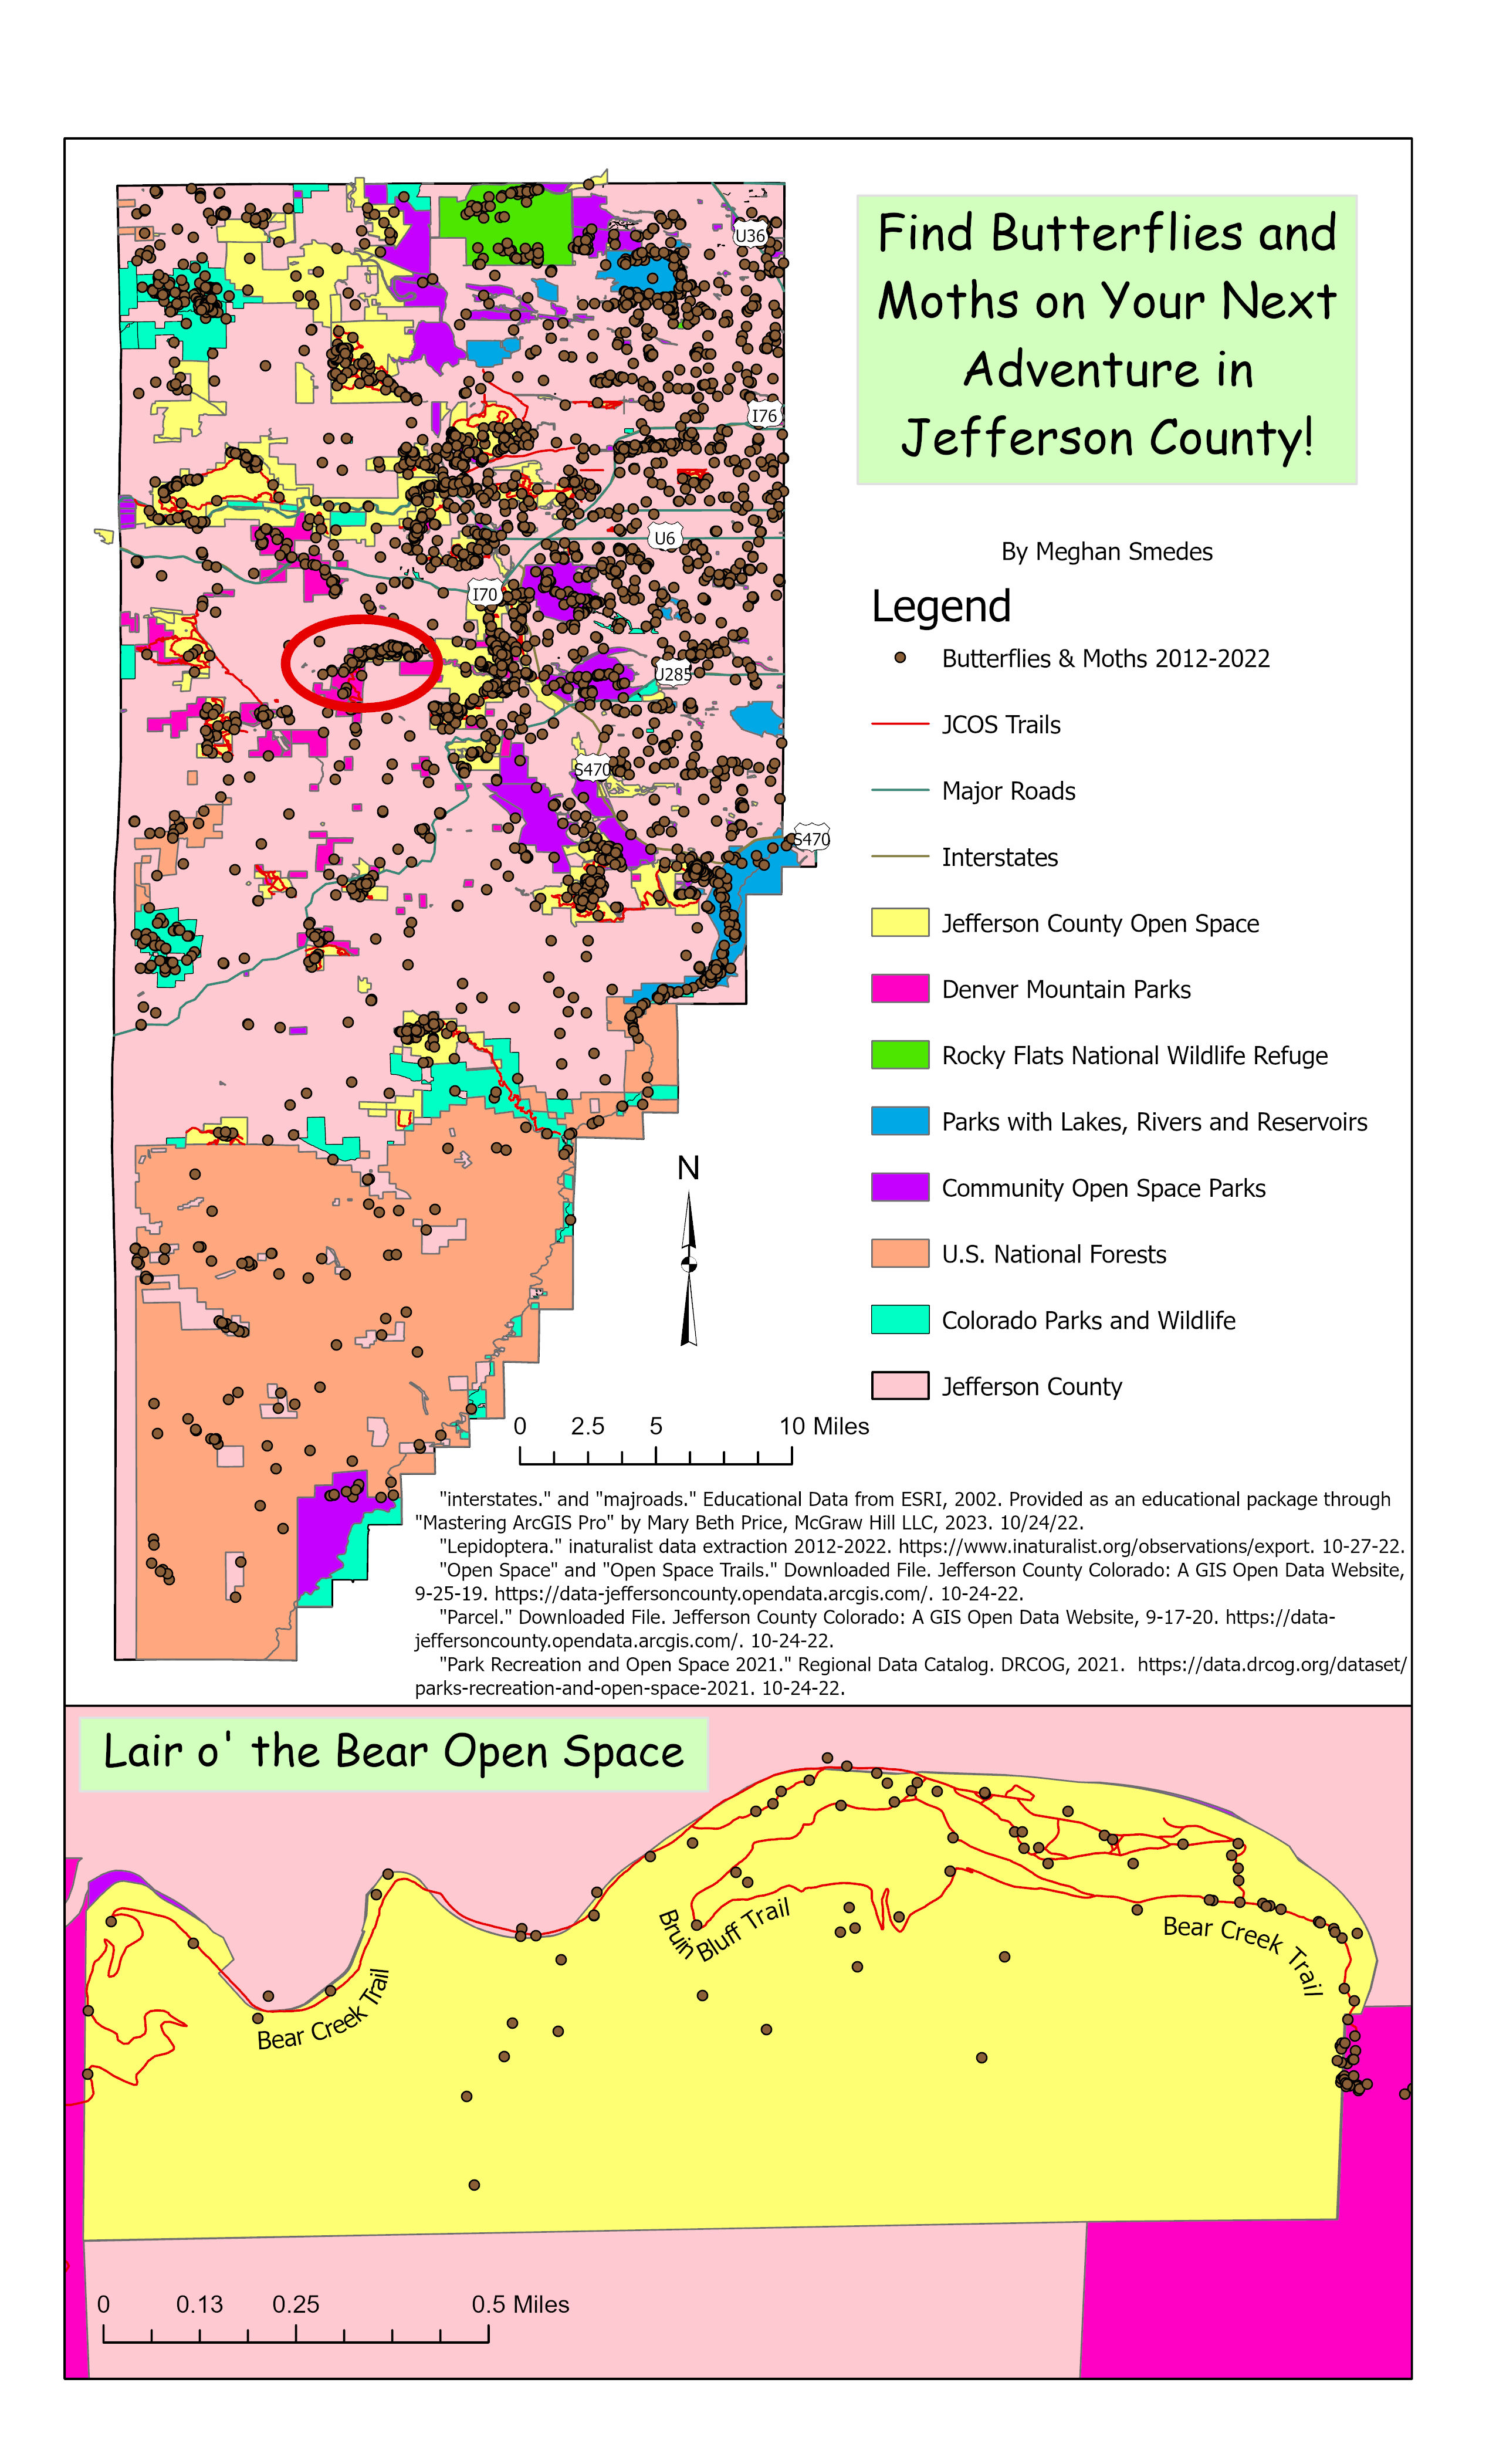 Find Butterflies and
Moths on Your Next
Adventure in
Jefferson County!
By Meghan Smedes
Legend
Butterflies & Moths 2012-2022
JCOS Trails
Major Roads
Interstates
Jefferson County Open Space
Denver Mountain Parks
Rocky Flats National Wildlife Refuge
Parks with Lakes, Rivers and Reservoirs
Community Open Space Parks
U.S. National Forests
Colorado Parks and Wildlife
Jefferson County
U36
I76
U6
I70
U285
S470
S470
N
0 2.5 5 10 Miles
"interstates." and "majroads." Educational Data from ESRI, 2002. Provided as an educational package through
"Mastering ArcGIS Pro" by Mary Beth Price, McGraw Hill LLC, 2023. 10/24/22.
"Lepidoptera." inaturalist data extraction 2012-2022. https://www.inaturalist.org/observations/export. 10-27-22.
"Open Space" and "Open Space Trails." Downloaded File. Jefferson County Colorado: A GIS Open Data Website,
9-25-19. https://data-jeffersoncounty.opendata.arcgis.com/. 10-24-22.
"Parcel." Downloaded File. Jefferson County Colorado: A GIS Open Data Website, 9-17-20. https://data-
jeffersoncounty.opendata.arcgis.com/. 10-24-22.
"Park Recreation and Open Space 2021." Regional Data Catalog. DRCOG, 2021. https://data.drcog.org/dataset/
parks-recreation-and-open-space-2021. 10-24-22.
Lair o' the Bear Open Space
Bear Creek Trail
Bruin
Bluff Trail
Bear Creek Trail
0 0.13 0.25 0.5 Miles